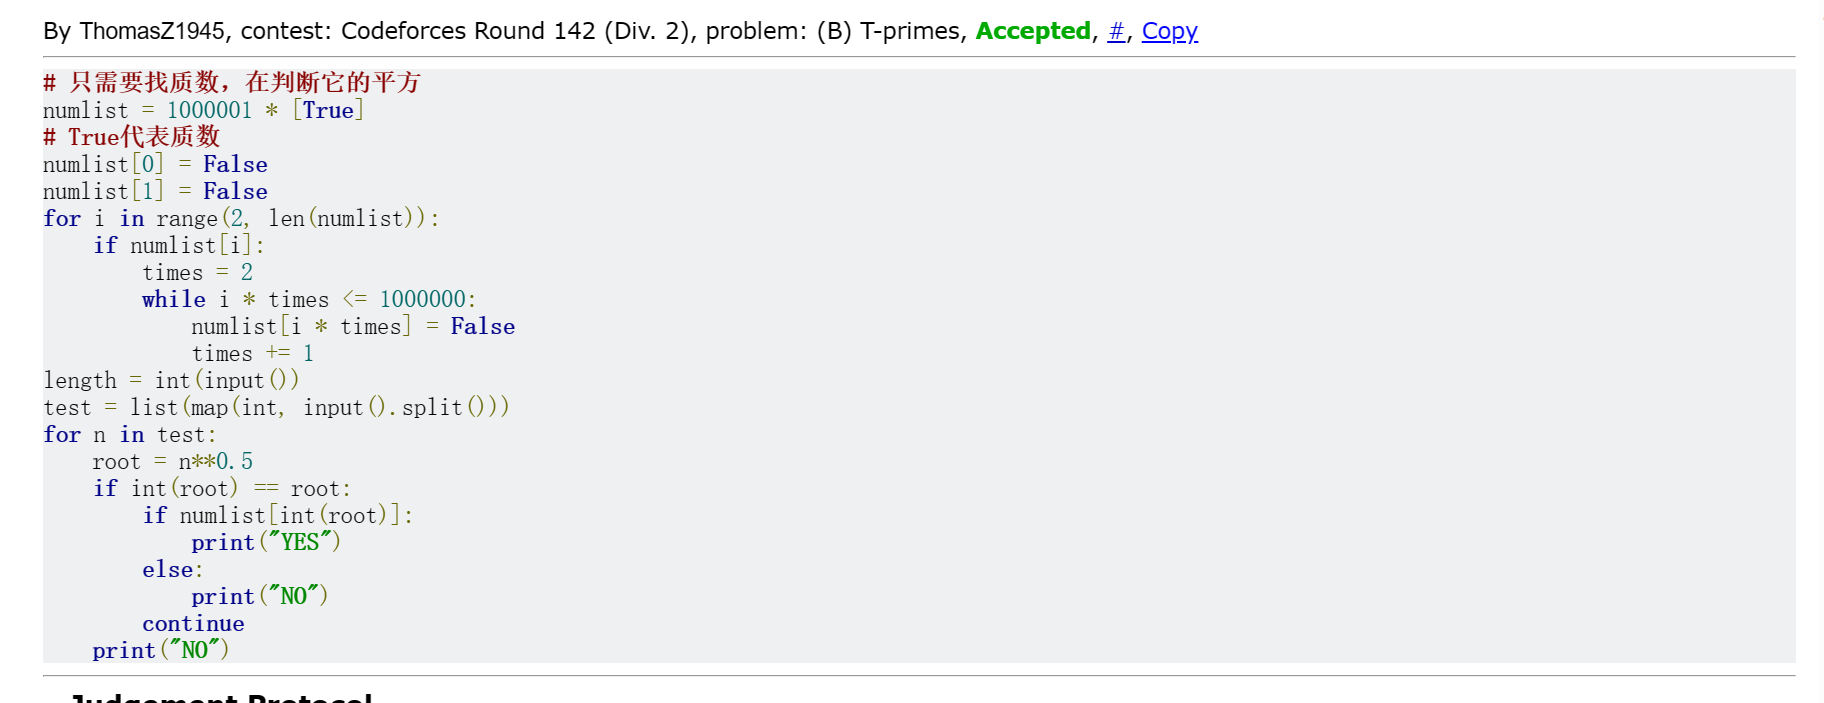 By ThomasZ1945, contest: Codeforces Round 142 (Div. 2), problem: (B) T-primes, Accepted, #, Copy
# 只需要找质数，在判断它的平方
numlist = 1000001 * [True]
# True代表质数
numlist[0] = False
numlist[1] = False
for i in range(2, len(numlist)):
    if numlist[i]:
        times = 2
        while i * times <= 1000000:
            numlist[i * times] = False
            times += 1
length = int(input())
test = list(map(int, input().split()))
for n in test:
    root = n**0.5
    if int(root) == root:
        if numlist[int(root)]:
            print("YES")
        else:
            print("NO")
        continue
    print("NO")
Judgement Protocol